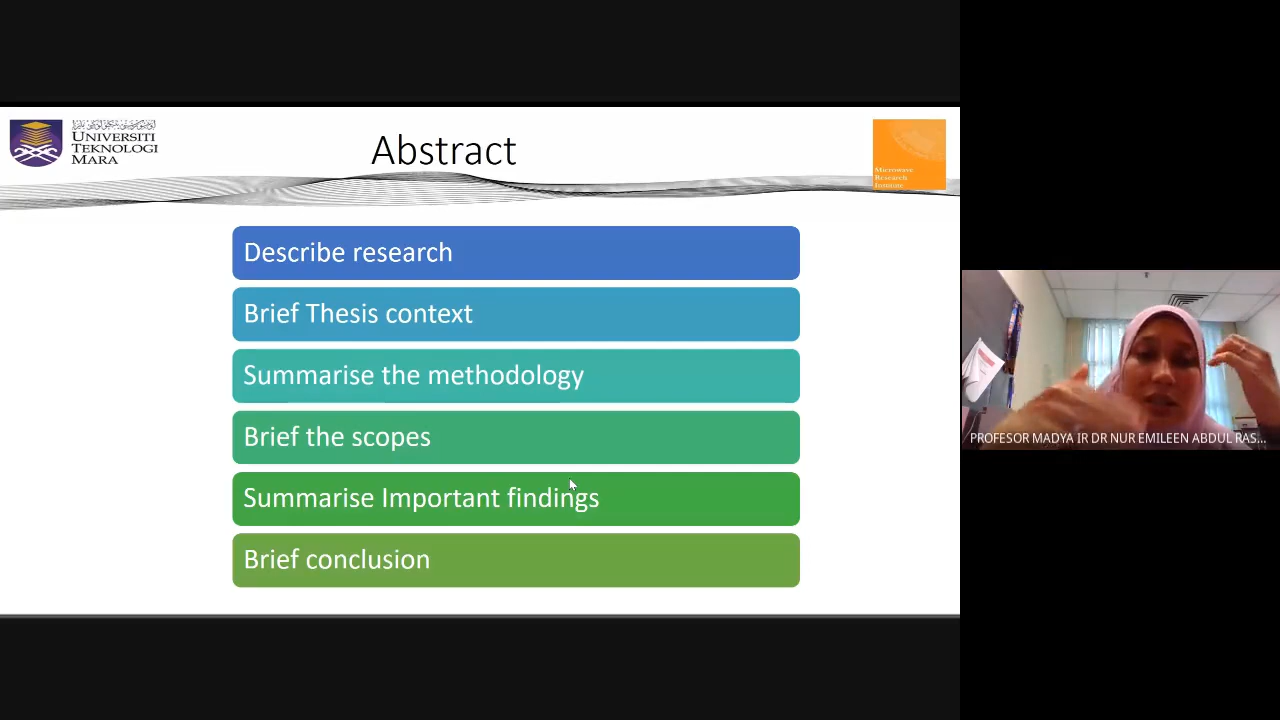 UNIVERSITI
TEKNOLOGI
MARA
Abstract
Microwave
Research
Institute
Describe research
Brief Thesis context
Summarise the methodology
Brief the scopes
Summarise Important findings
Brief conclusion
PROFESOR MADYA IR DR NUR EMILEEN ABDUL RAS...